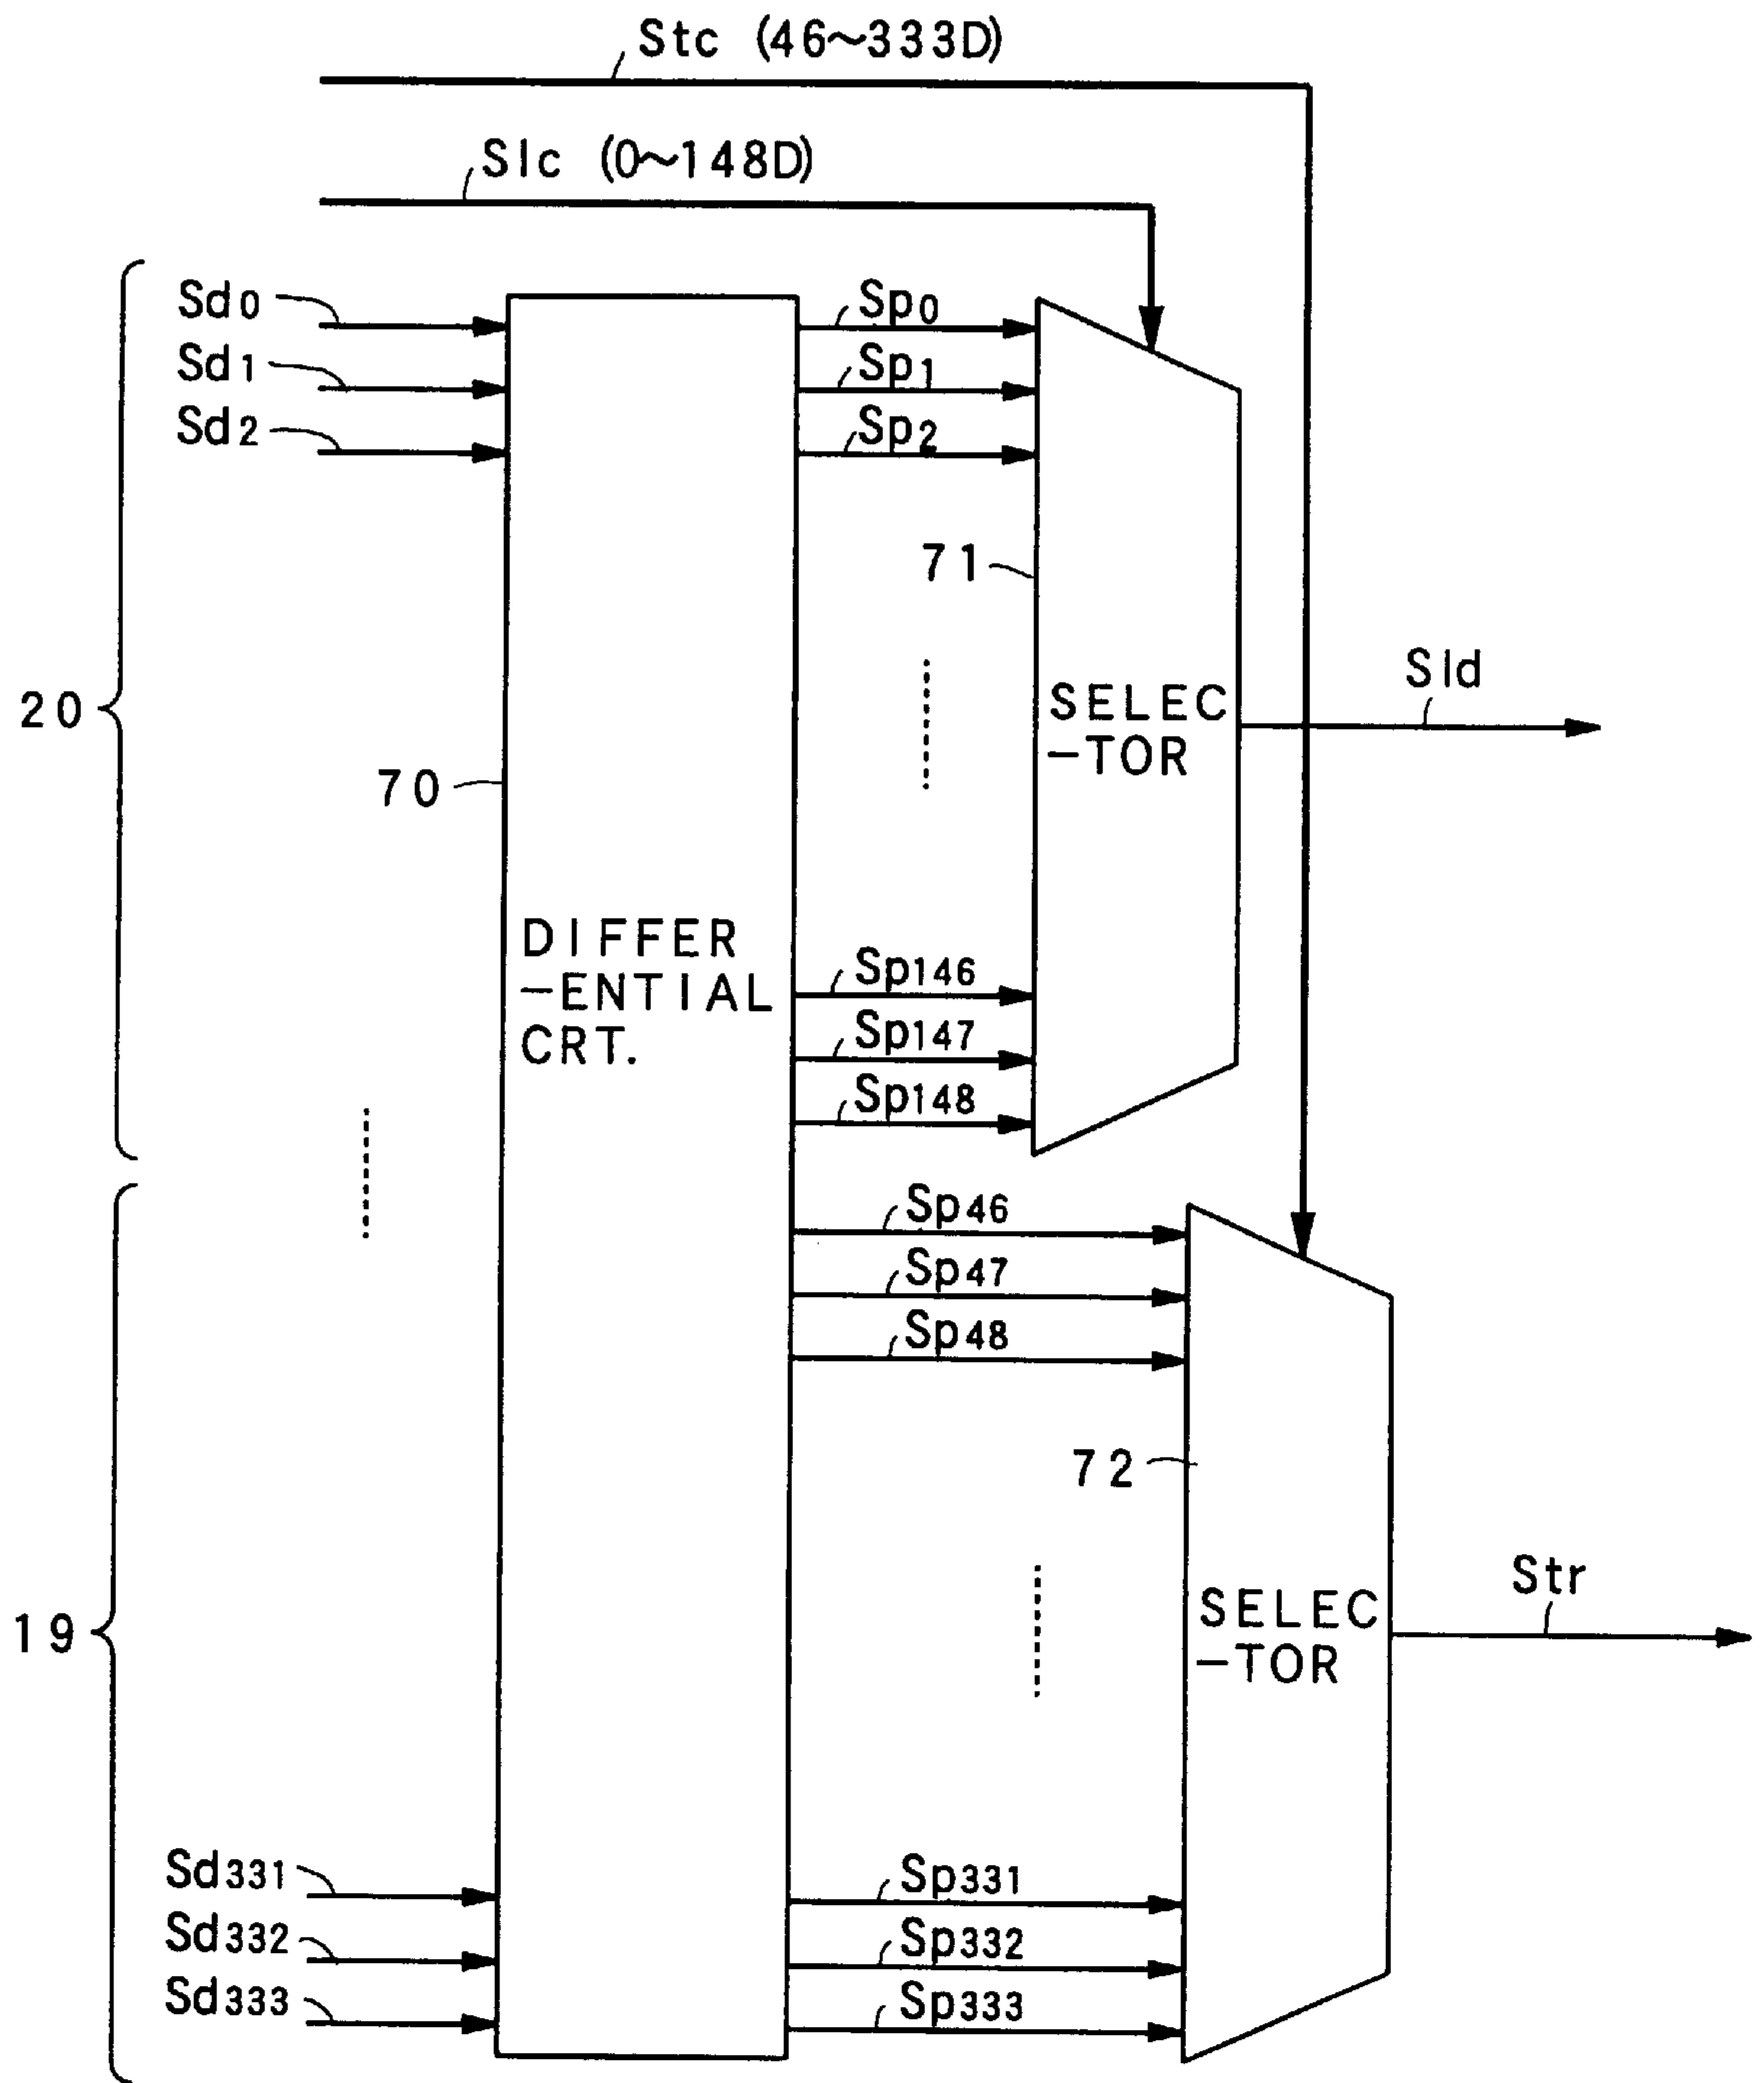 Stc (46~333D)
Slc (0~148D)
Sd0
Sd1
Sd2
Sp0
Sp1
Sp2
71
SELEC
-TOR
Sld
20
70
DIFFER
-ENTIAL
CRT.
Sp146
Sp147
Sp148
Sp46
Sp47
Sp48
72
SELEC
-TOR
Str
19
Sd331
Sd332
Sd333
Sp331
Sp332
Sp333